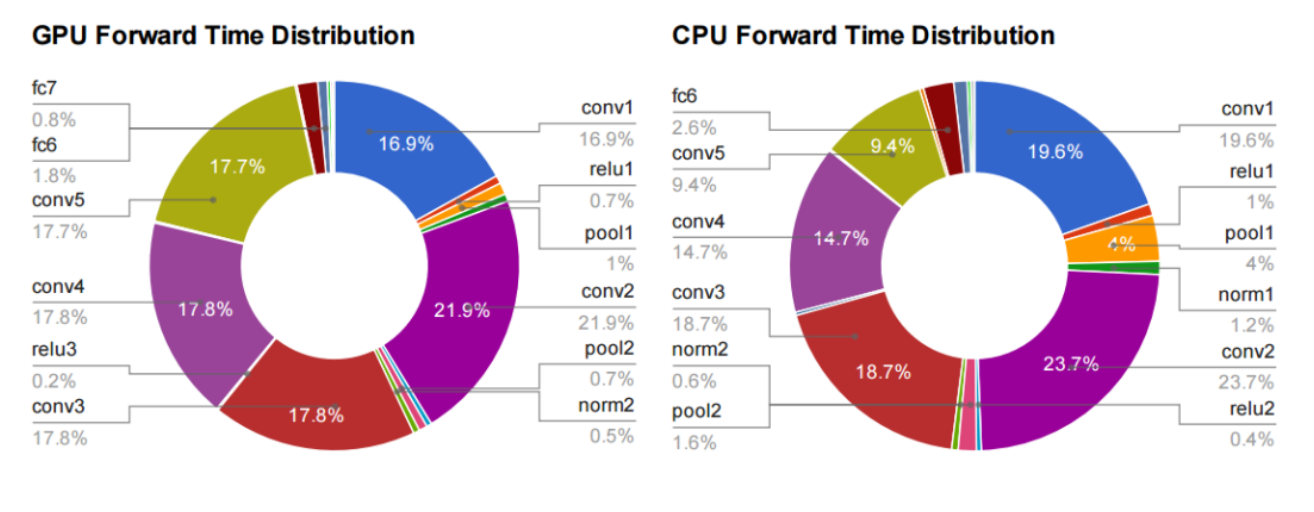 GPU Forward Time Distribution
fc7
0.8%
fc6
1.8%
conv5
17.7%
conv4
17.8%
relu3
0.2%
conv3
17.8%
16.9%
17.7%
21.9%
17.8%
17.8%
conv1
16.9%
relu1
0.7%
pool1
1%
conv2
21.9%
pool2
0.7%
norm2
0.5%
CPU Forward Time Distribution
fc6
2.6%
conv5
9.4%
conv4
14.7%
conv3
18.7%
norm2
0.6%
pool2
1.6%
19.6%
9.4%
14.7%
4%
18.7%
23.7%
conv1
19.6%
relu1
1%
pool1
4%
norm1
1.2%
conv2
23.7%
relu2
0.4%